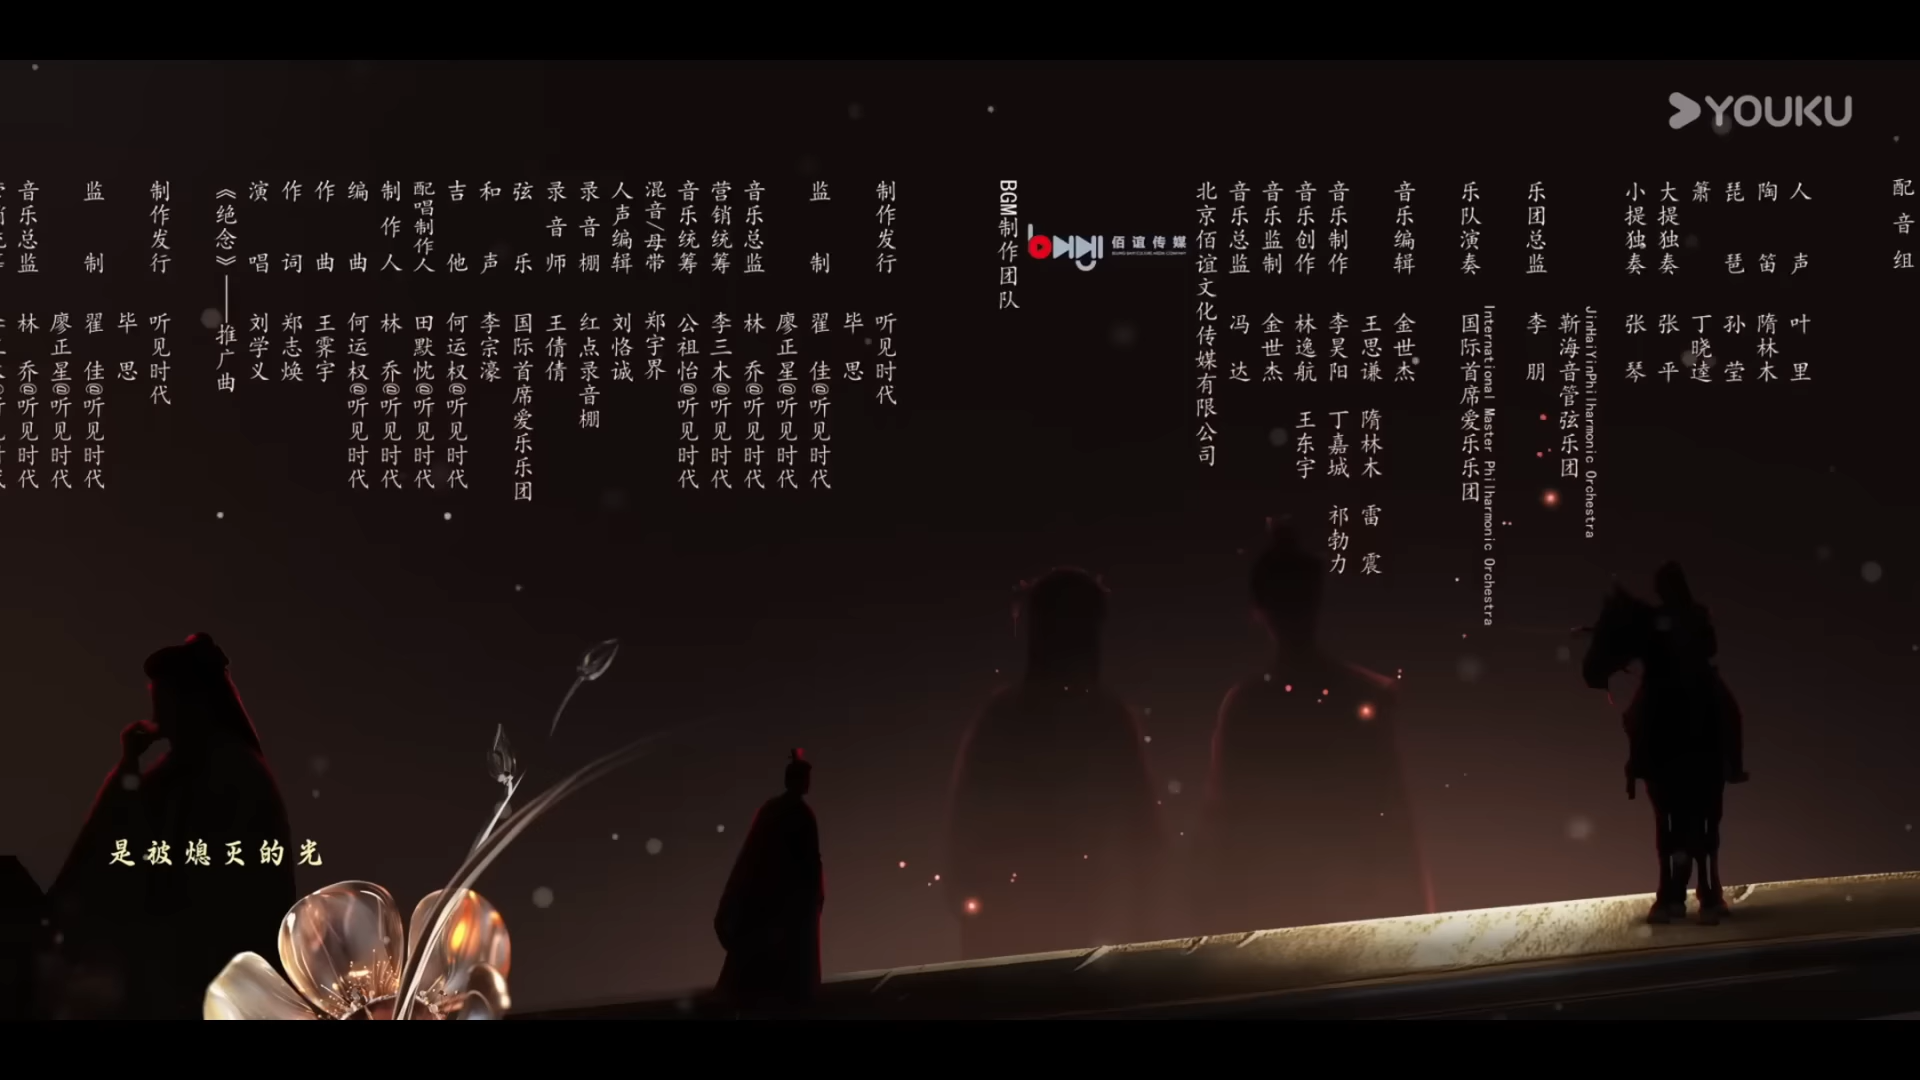 YOUKU
配音组
人声 叶里
陶笛 隋林木
琵琶 孙莹
萧 丁晓逵
大提独奏 张平
小提独奏 张琴
JinHaiYinPhilharmonic Orchestra
靳海音管弦乐团
乐团总监 李朋
International Master Philharmonic Orchestra
乐队演奏 国际首席爱乐乐团
音乐编辑 金世杰
王思谦 隋林木 雷震
音乐制作 李昊阳 丁嘉城 祁勃力
音乐创作 林逸航 王东宇
音乐监制 金世杰
音乐总监 冯达
北京佰谊文化传媒有限公司
佰谊传媒
BGM制作团队
制作发行 听见时代
毕思
监制 翟佳@听见时代
廖正星@听见时代
音乐总监 林乔@听见时代
营销统筹 李三木@听见时代
音乐统筹 公祖怡@听见时代
混音/母带 郑宇界
人声编辑 刘恪诚
录音棚 红点录音棚
录音师 王倩倩
弦乐 国际首席爱乐乐团
和声 李宗濠
吉他 何运权@听见时代
配唱制作人 田默忱@听见时代
制作人 林乔@听见时代
编曲 何运权@听见时代
作曲 王霁宇
作词 郑志焕
演唱 刘学义
《绝念》——推广曲
制作发行 听见时代
毕思
监制 翟佳@听见时代
廖正星@听见时代
音乐总监 林乔@听见时代
是被熄灭的光